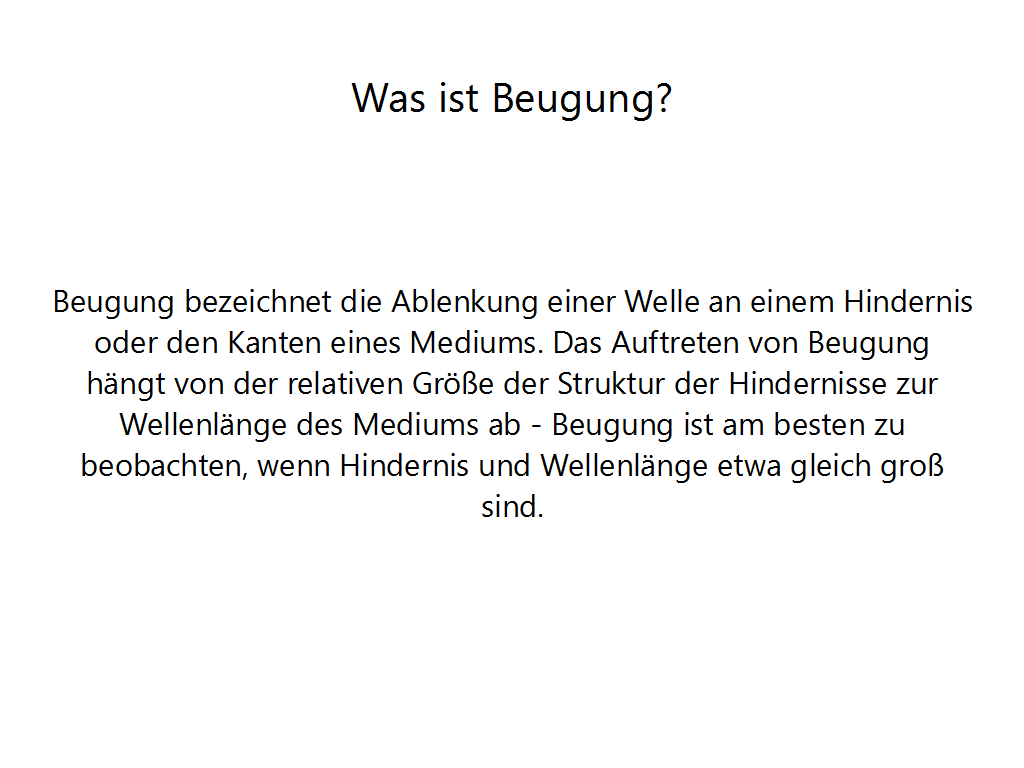 Was ist Beugung?
Beugung bezeichnet die Ablenkung einer Welle an einem Hindernis
oder den Kanten eines Mediums. Das Auftreten von Beugung
hängt von der relativen Größe der Struktur der Hindernisse zur
Wellenlänge des Mediums ab - Beugung ist am besten zu
beobachten, wenn Hindernis und Wellenlänge etwa gleich groß
sind.